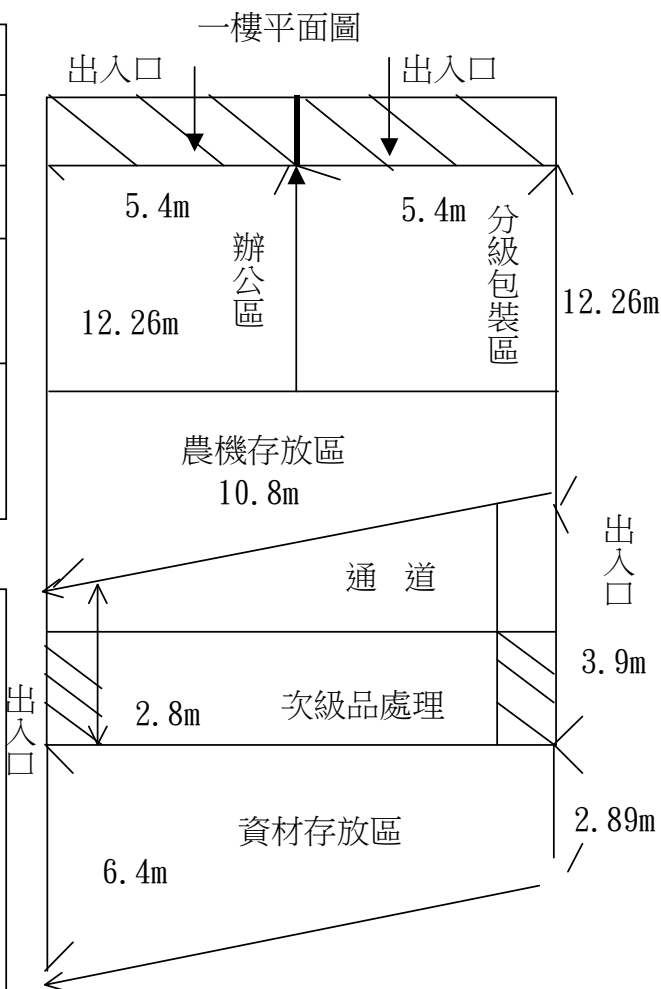 一樓平面圖
出入口
出入口
5.4m
5.4m
辦公區
分級包裝區
12.26m
12.26m
農機存放區
10.8m
出入口
通 道
3.9m
出入口
2.8m
次級品處理
2.89m
資材存放區
6.4m